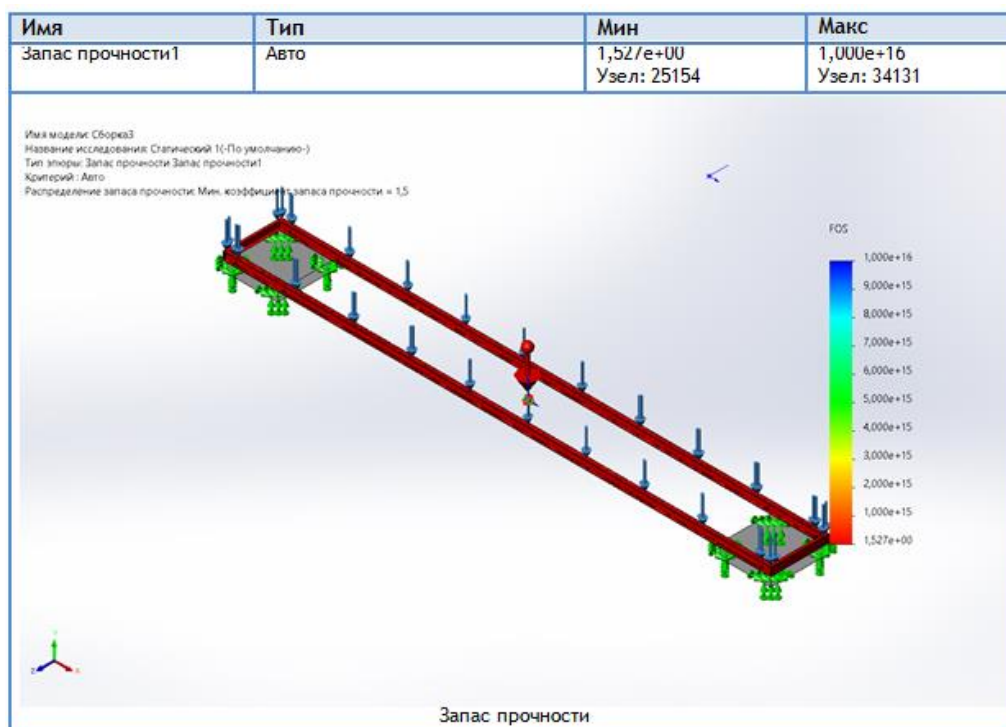 Имя Тип Мин Макс
Запас прочности1 Авто 1,527e+00 1,000e+16
Узел: 25154 Узел: 34131
Имя модели: Сборка3
Название исследования: Статический 1(-По умолчанию-)
Тип эпюры: Запас прочности Запас прочности1
Критерий : Авто
Распределение запаса прочности: Мин. коэффициент запаса прочности = 1,5
FOS
1,000e+16
9,000e+15
8,000e+15
7,000e+15
6,000e+15
5,000e+15
4,000e+15
3,000e+15
2,000e+15
1,000e+15
1,527e+00
Запас прочности